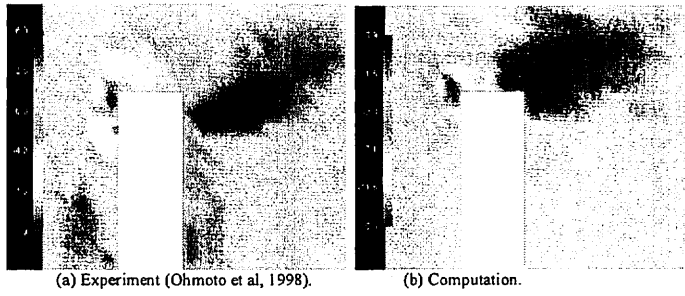 (a) Experiment (Ohmoto et al, 1998).
(b) Computation.